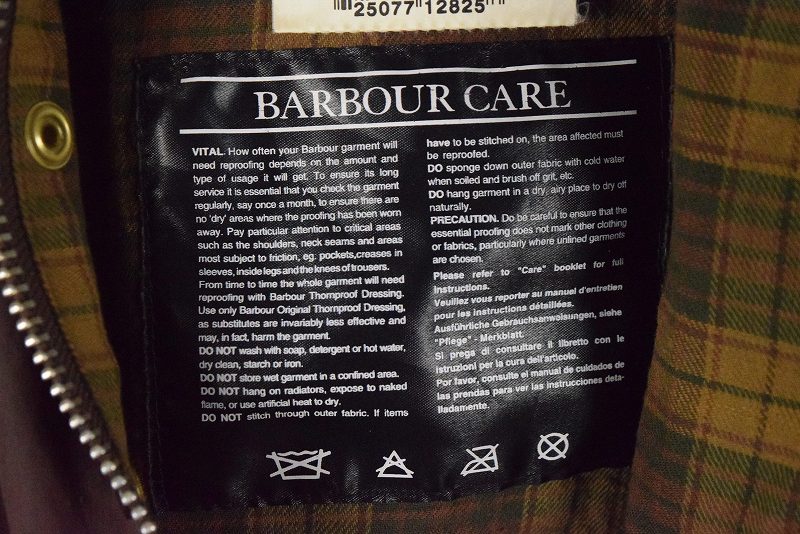 25077 12825
BARBOUR CARE
VITAL. How often your Barbour garment will
need reproofing depends on the amount and
type of usage it will get. To ensure its long
service it is essential that you check the garment
regularly, say once a month, to ensure there are
no 'dry' areas where the proofing has been worn
away. Pay particular attention to critical areas
such as the shoulders, neck seams and areas
most subject to friction, eg: pockets,creases in
sleeves, inside legs and the knees of trousers.
From time to time the whole garment will need
reproofing with Barbour Thornproof Dressing.
Use only Barbour Original Thornproof Dressing,
as substitutes are invariably less effective and
may, in fact, harm the garment.
DO NOT wash with soap, detergent or hot water,
dry clean, starch or iron.
DO NOT store wet garment in a confined area.
DO NOT hang on radiators, expose to naked
flame, or use artificial heat to dry.
DO NOT stitch through outer fabric. If items
have to be stitched on, the area affected must
be reproofed.
DO sponge down outer fabric with cold water
when soiled and brush off grit, etc.
DO hang garment in a dry, airy place to dry off
naturally.
PRECAUTION. Do be careful to ensure that the
essential proofing does not mark other clothing
or fabrics, particularly where unlined garments
are chosen.
Please refer to "Care" booklet for full
Instructions.
Veuillez vous reporter au manuel d'entretien
pour les instructions détaillées.
Ausführliche Gebrauchsanwoisungen, siehe
"Pflege" - Merkblatt.
Si prega di consultare il libretto con le
istruzioni per la cura dell'articolo.
Por favor, consulte el manual de cuidados de
las prendas para ver las instrucciones deta-
lladamente.